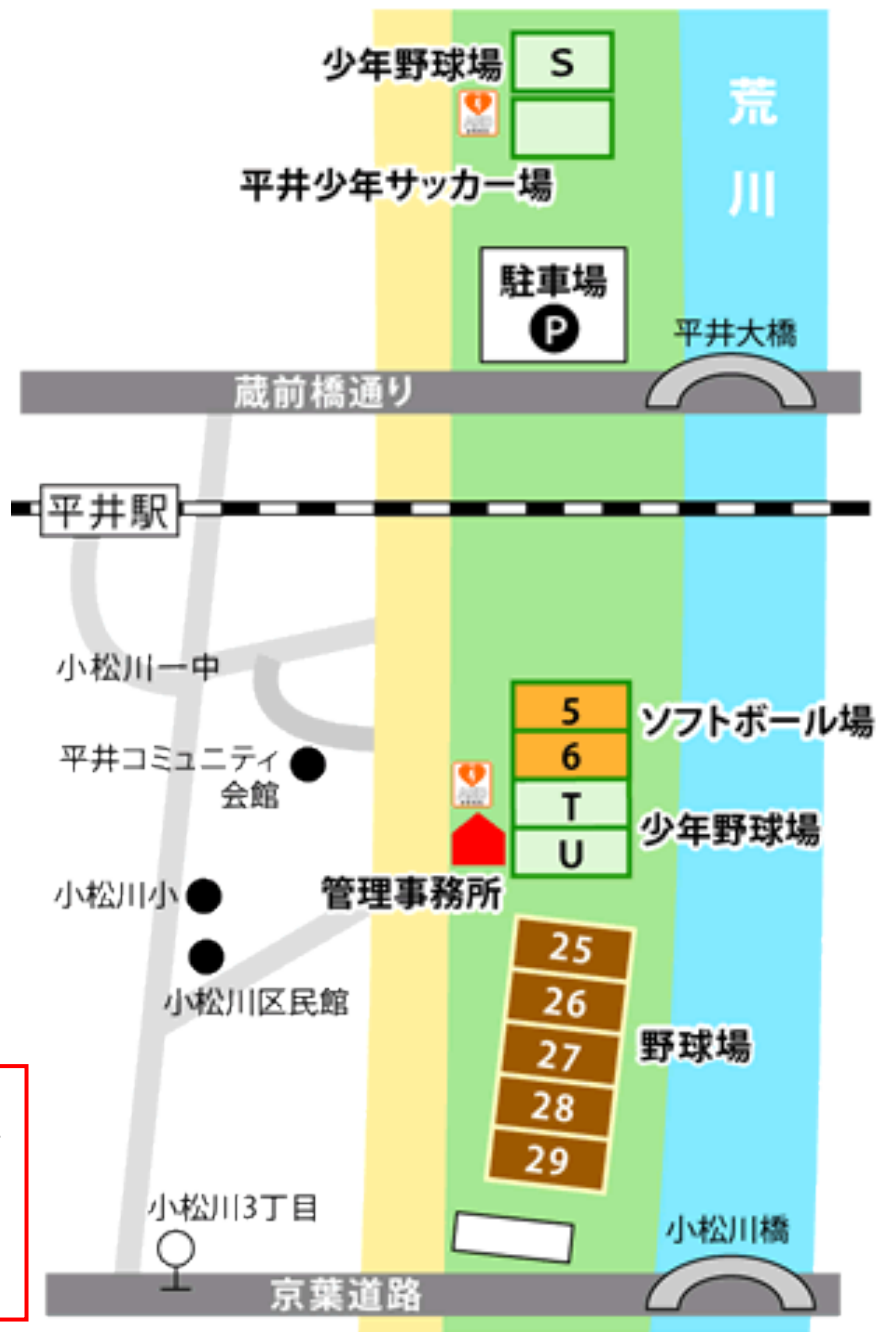 少年野球場
S
荒川
平井少年サッカー場
駐車場
P
平井大橋
蔵前橋通り
平井駅
小松川一中
5
ソフトボール場
6
平井コミュニティ
会館
T
少年野球場
U
管理事務所
小松川小
25
小松川区民館
26
27
野球場
28
29
小松川3丁目
小松川橋
京葉道路